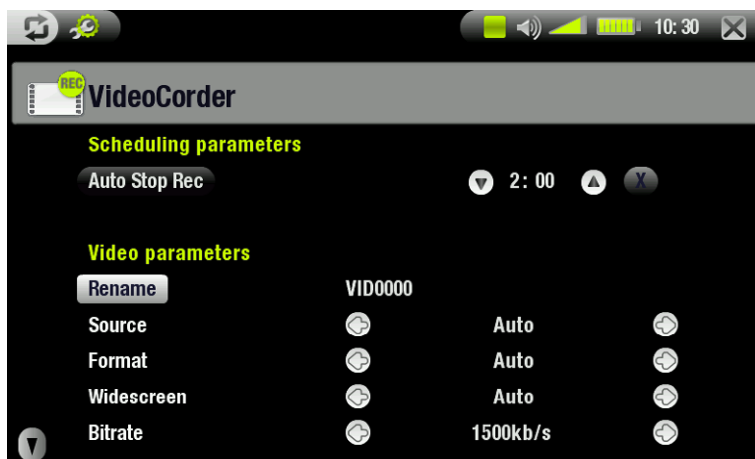 10:30
REC
VideoCorder
Scheduling parameters
Auto Stop Rec 2:00 X
Video parameters
Rename VID0000
Source Auto
Format Auto
Widescreen Auto
Bitrate 1500kb/s